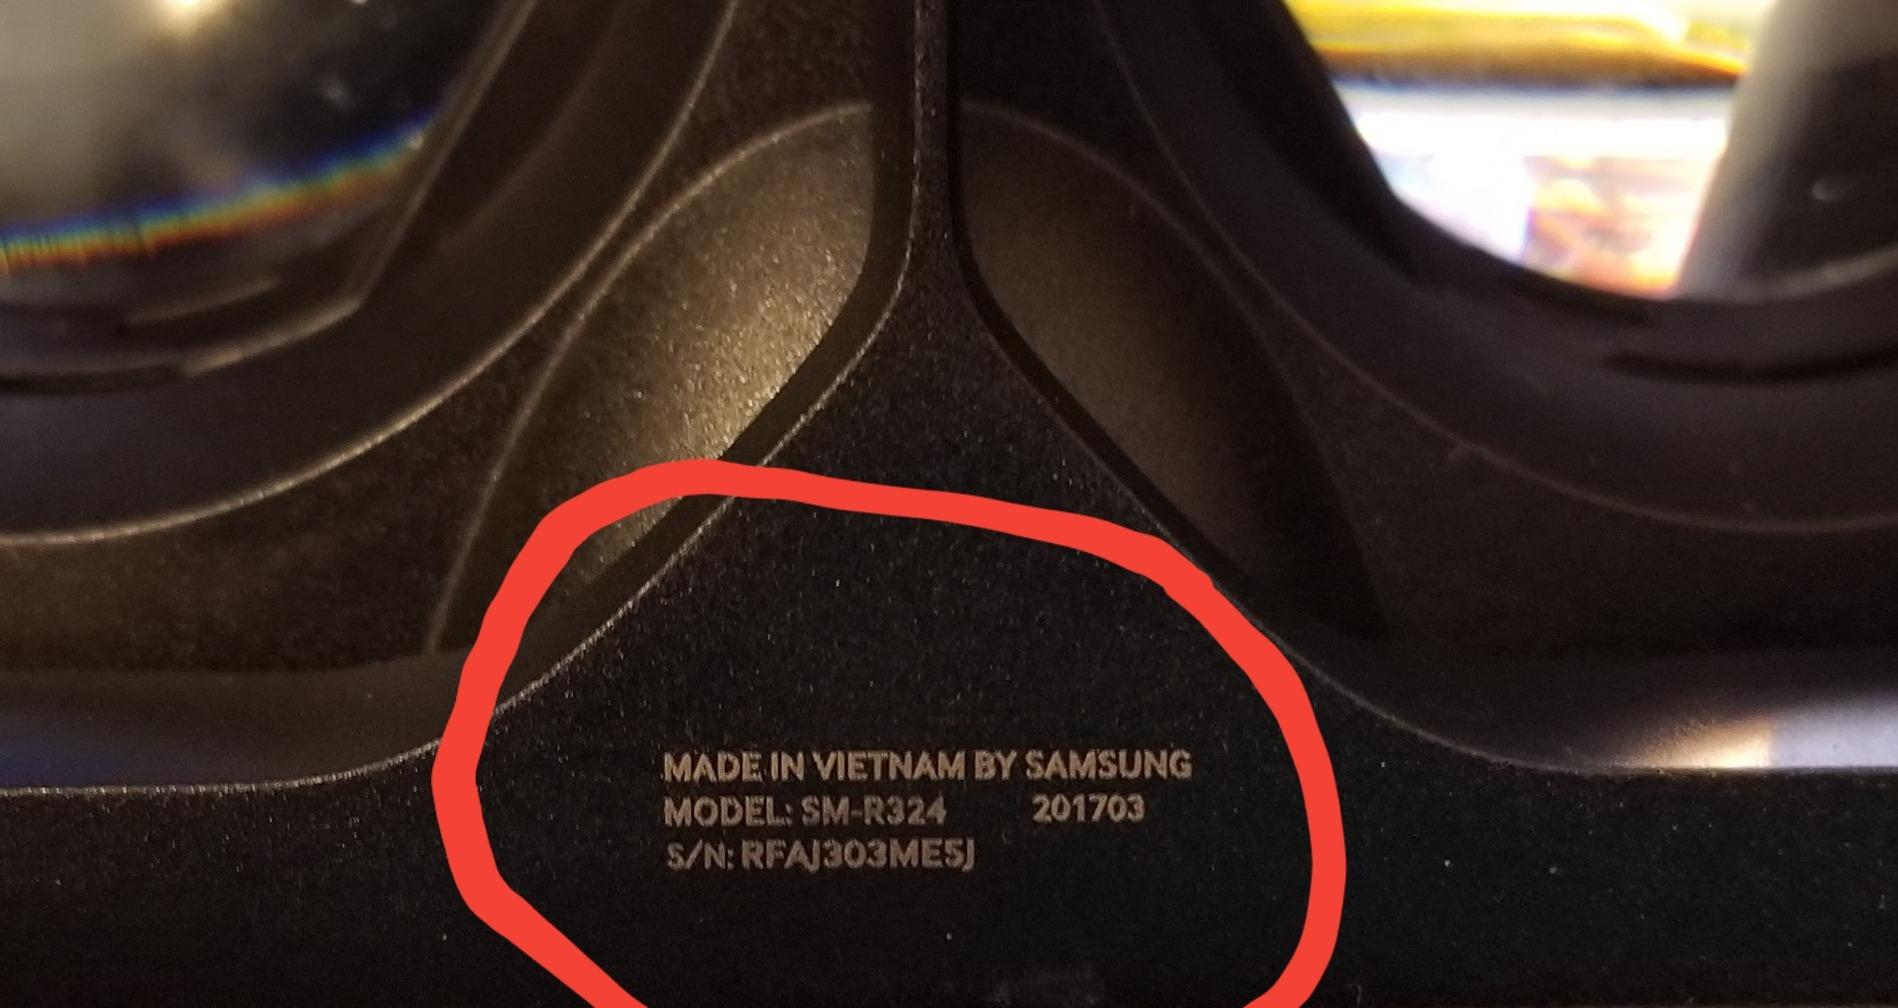 MADE IN VIETNAM BY SAMSUNG
MODEL: SM-R324 201703
S/N: RFAJ303ME5J